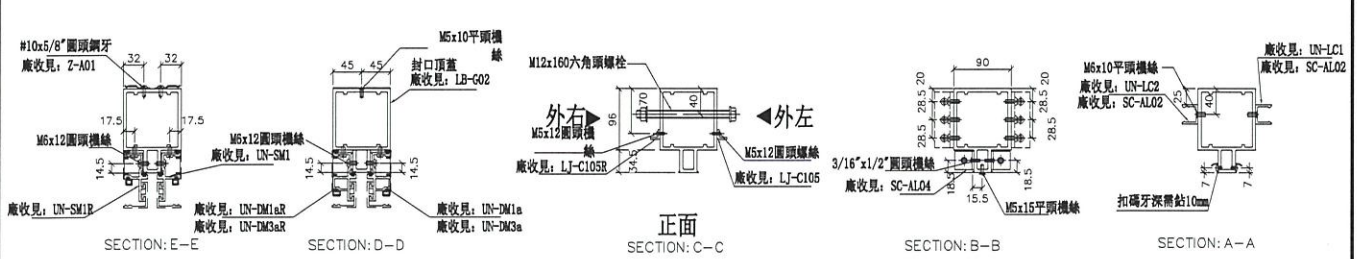 #10x5/8"圓頭鋼牙
廠收見: Z-A01
32
32
17.5
17.5
M6x12圓頭機絲
14.5
14.5
廠收見: UN-SM1
廠收見: UN-SM1R
SECTION: E-E
M5x10平頭機
絲
45
45
封口頂蓋
廠收見: LB-G02
M6x12圓頭機絲
14.5
14.5
廠收見: UN-DM1aR
廠收見: UN-DM3aR
廠收見: UN-DM1a
廠收見: UN-DM3a
SECTION: D-D
M12x160六角頭螺栓
外右
外左
96
70
40
34.5
M5x12圓頭機
絲
廠收見: LJ-C105R
M5x12圓頭螺絲
廠收見: LJ-C105
正面
SECTION: C-C
90
20
28.5
28.5
20
28.5
28.5
3/16"x1/2"圓頭機絲
廠收見: SC-AL04
18.5
18.5
15.5
M5x15平頭機絲
SECTION: B-B
廠收見: UN-LC1
廠收見: SC-AL02
M6x10平頭機絲
廠收見: UN-LC2
廠收見: SC-AL02
25
40
7
7
扣碼牙深需鉆10mm
SECTION: A-A